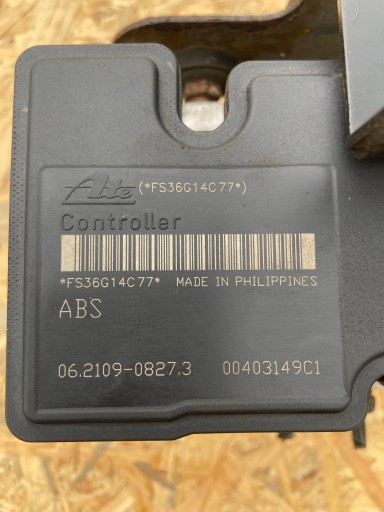 Ate (*FS36G14C77*)
Controller
*FS36G14C77* MADE IN PHILIPPINES
ABS
06.2109-0827.3 00403149C1